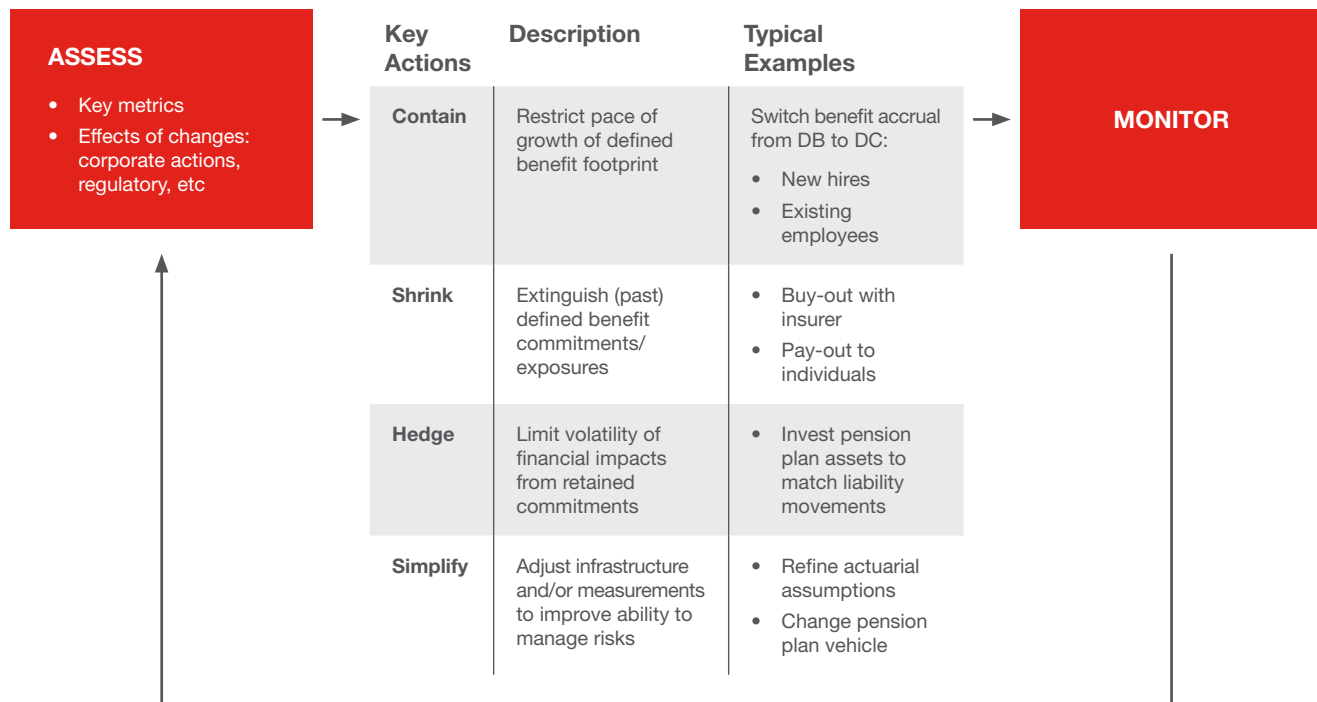 ASSESS
• Key metrics
• Effects of changes:
corporate actions,
regulatory, etc
Key
Actions
Description
Typical
Examples
Contain
Restrict pace of
growth of defined
benefit footprint
Switch benefit accrual
from DB to DC:
• New hires
• Existing
employees
Shrink
Extinguish (past)
defined benefit
commitments/
exposures
• Buy-out with
insurer
• Pay-out to
individuals
Hedge
Limit volatility of
financial impacts
from retained
commitments
• Invest pension
plan assets to
match liability
movements
Simplify
Adjust infrastructure
and/or measurements
to improve ability to
manage risks
• Refine actuarial
assumptions
• Change pension
plan vehicle
MONITOR